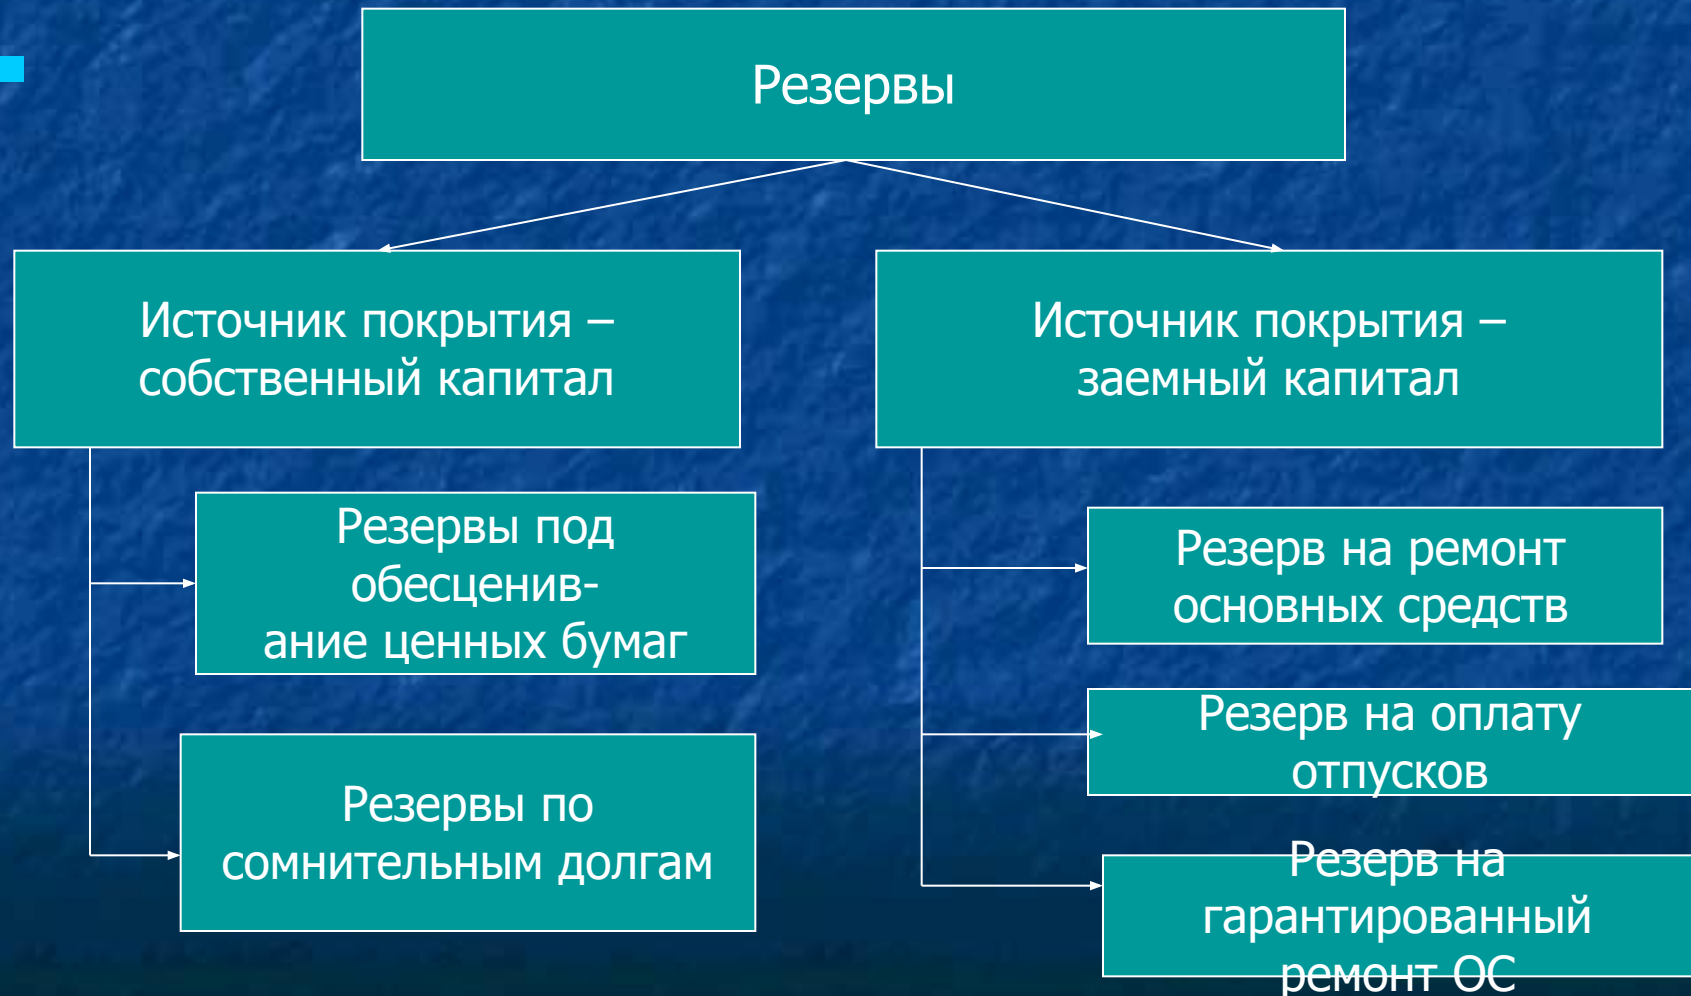 Резервы
Источник покрытия –
собственный капитал
Резервы под
обесценив-
ание ценных бумаг
Резервы по
сомнительным долгам
Источник покрытия –
заемный капитал
Резерв на ремонт
основных средств
Резерв на оплату
отпусков
Резерв на
гарантированный
ремонт ОС